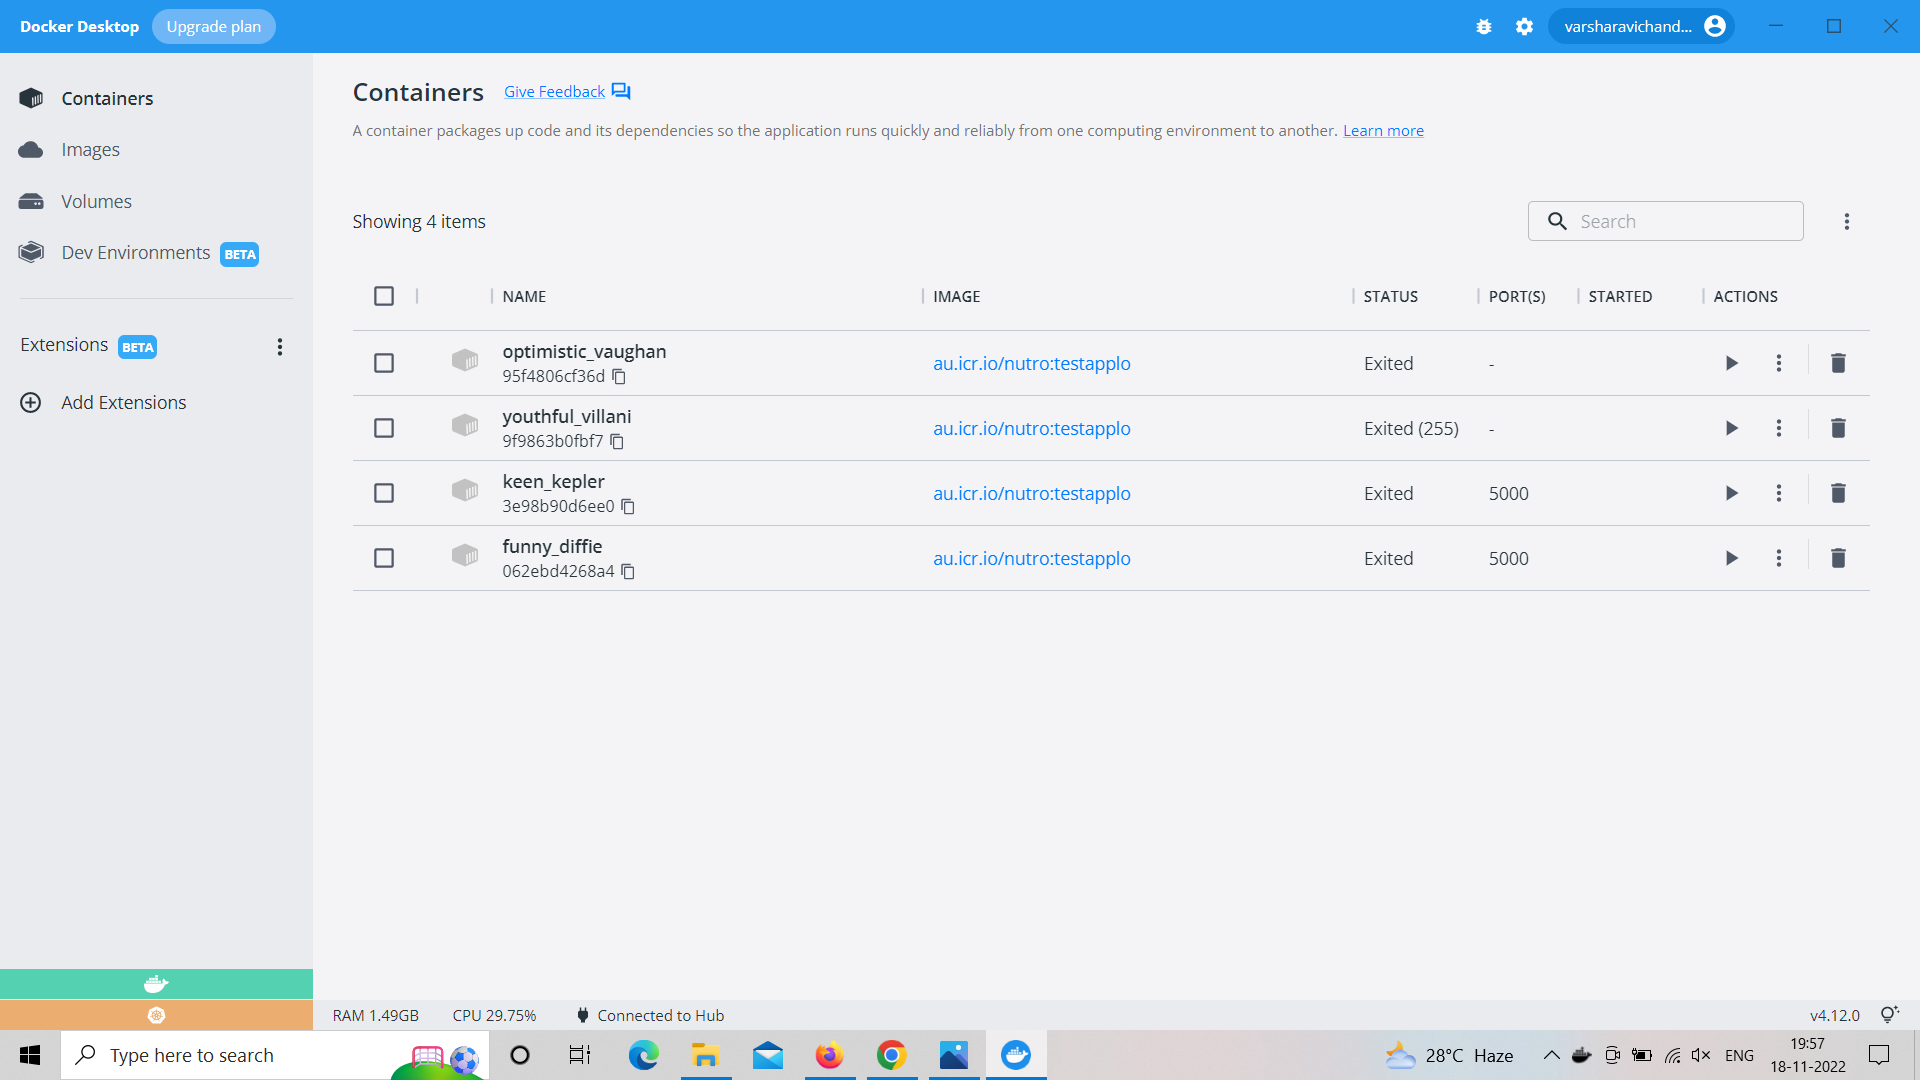 Docker Desktop Upgrade plan varsharavichand...
Containers
Images
Volumes
Dev Environments BETA
Extensions BETA
Add Extensions
Containers Give Feedback
A container packages up code and its dependencies so the application runs quickly and reliably from one computing environment to another. Learn more
Showing 4 items Search
NAME IMAGE STATUS PORT(S) STARTED ACTIONS
optimistic_vaughan
95f4806cf36d au.icr.io/nutro:testapplo Exited -
youthful_villani
9f9863b0fbf7 au.icr.io/nutro:testapplo Exited (255) -
keen_kepler
3e98b90d6ee0 au.icr.io/nutro:testapplo Exited 5000
funny_diffie
062ebd4268a4 au.icr.io/nutro:testapplo Exited 5000
RAM 1.49GB CPU 29.75% Connected to Hub v4.12.0
Type here to search 28°C Haze ENG 19:57
18-11-2022